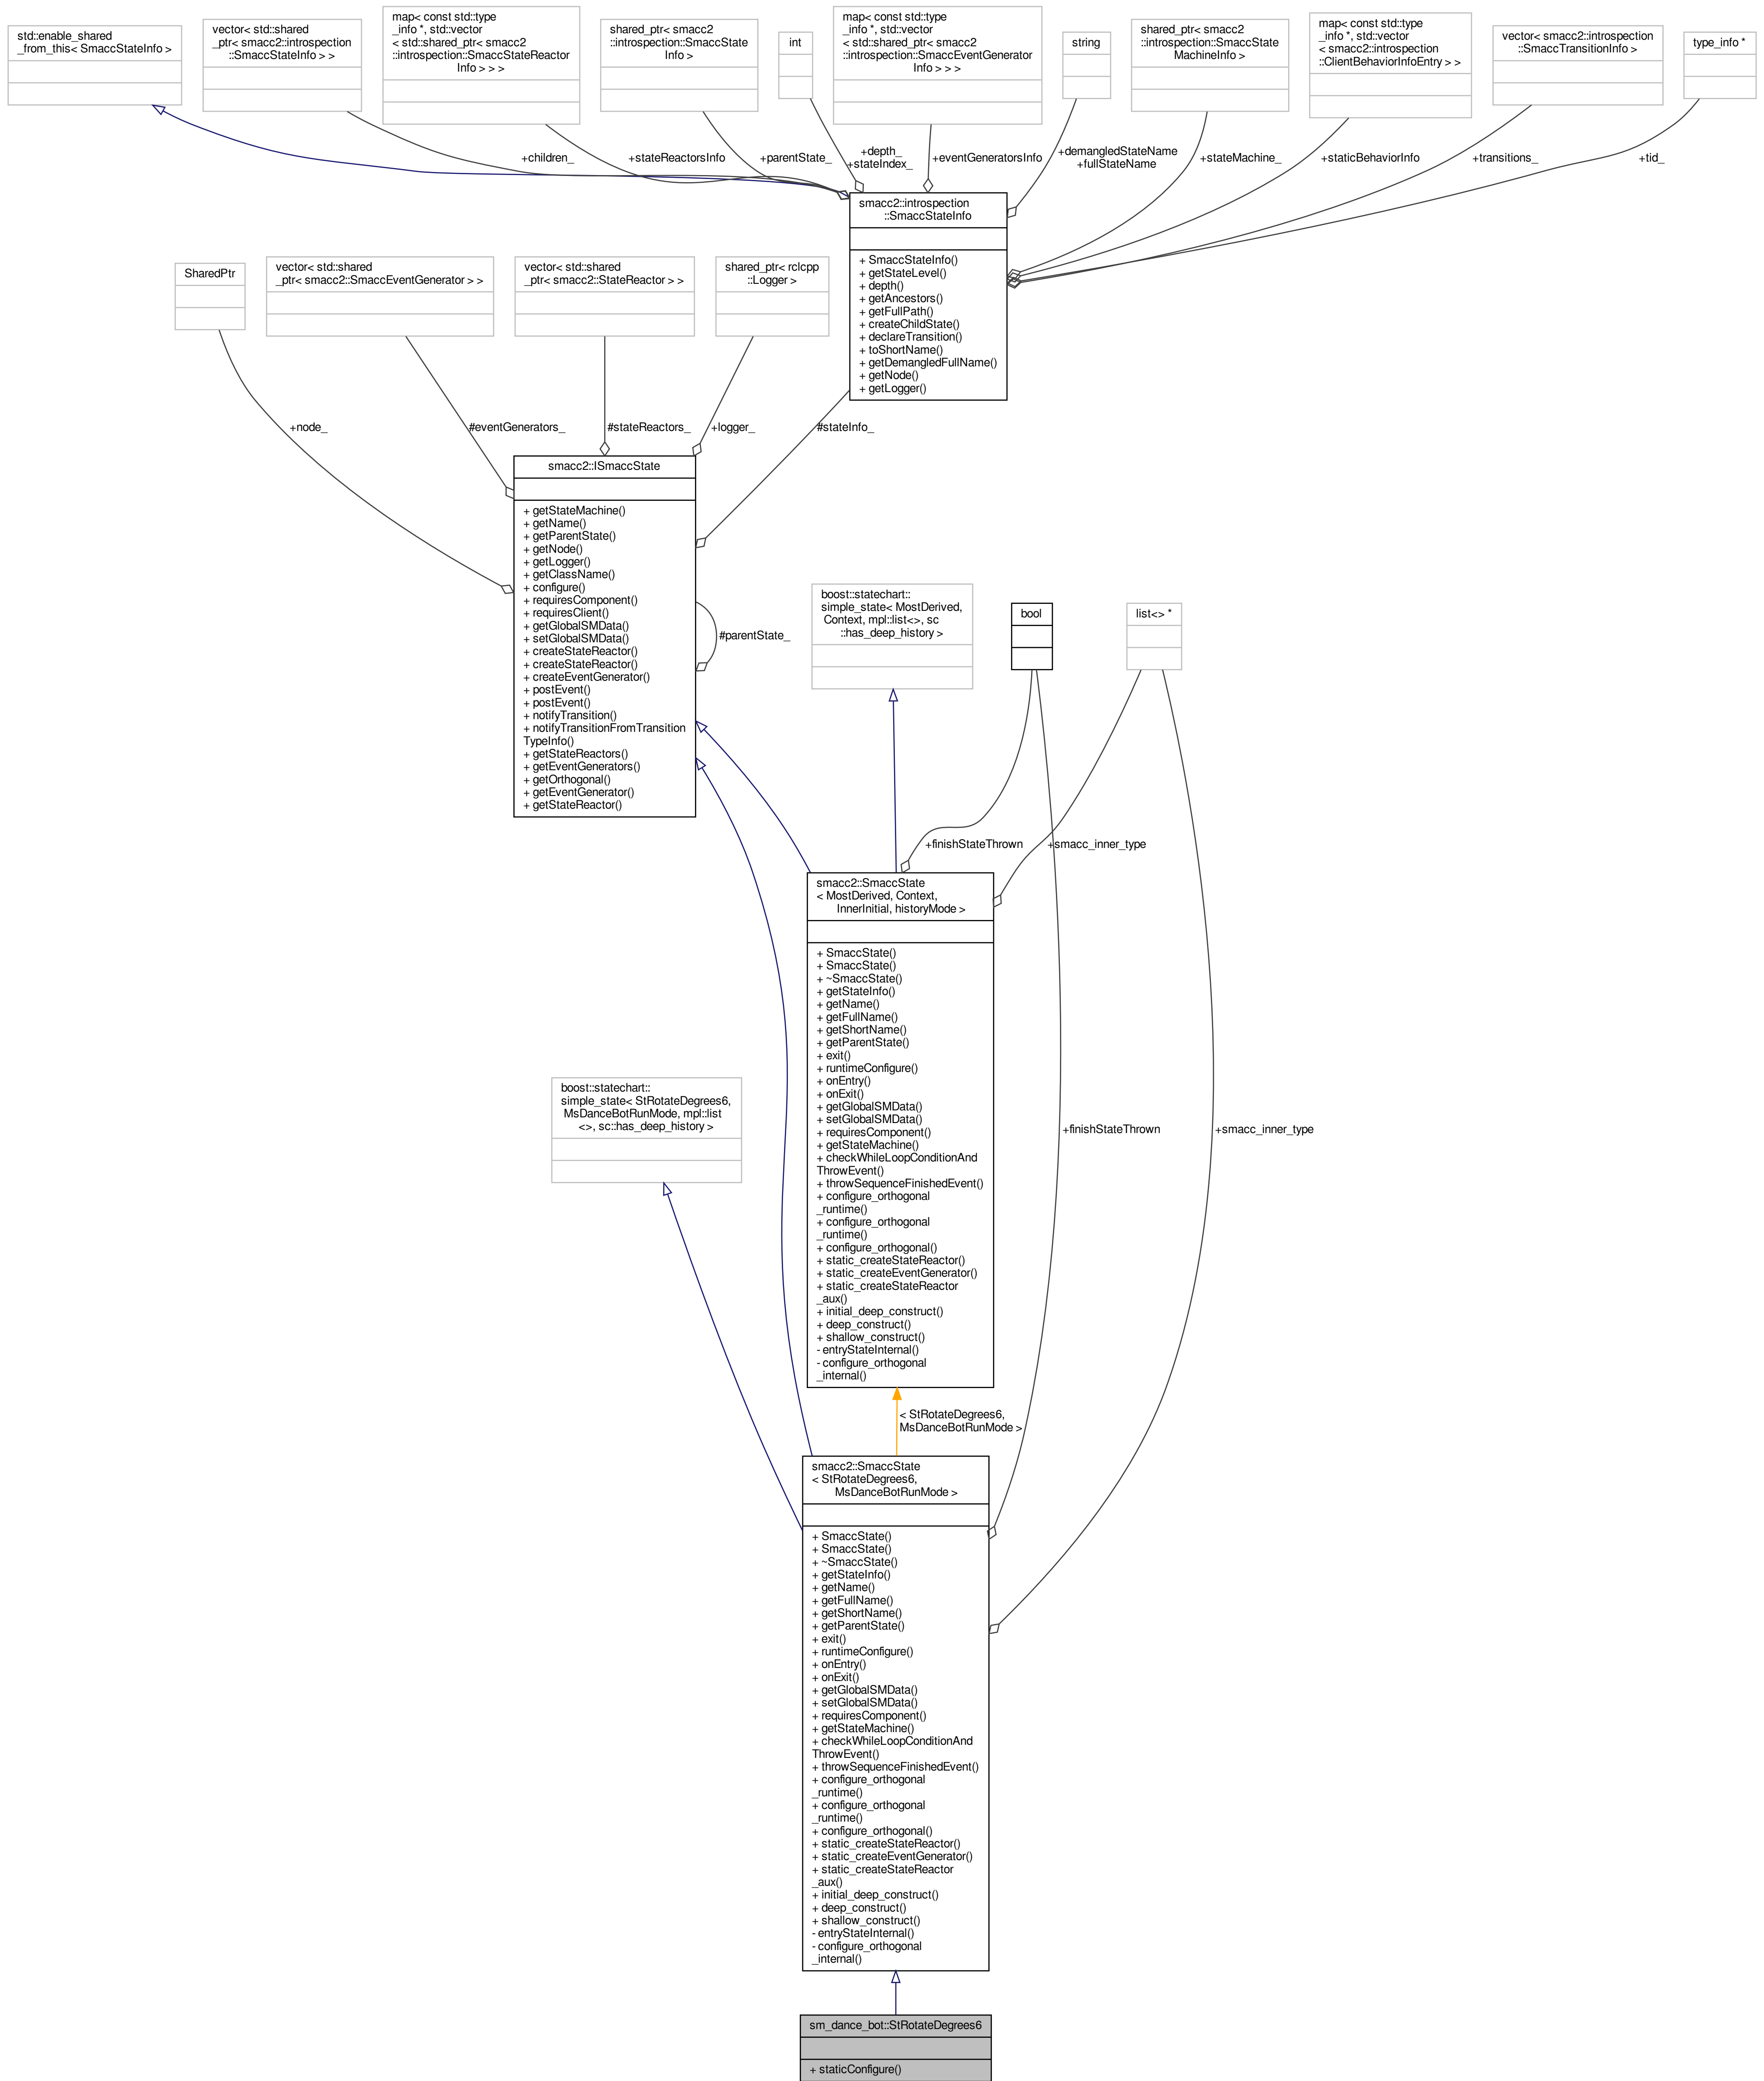 std::enable_shared
_from_this< SmaccStateInfo >
vector< std::shared
_ptr< smacc2::introspection
::SmaccStateInfo > >
map< const std::type
_info *, std::vector
< std::shared_ptr< smacc2
::introspection::SmaccStateReactor
Info > > >
shared_ptr< smacc2
::introspection::SmaccState
Info >
int
map< const std::type
_info *, std::vector
< std::shared_ptr< smacc2
::introspection::SmaccEventGenerator
Info > > >
string
shared_ptr< smacc2
::introspection::SmaccState
MachineInfo >
map< const std::type
_info *, std::vector
< smacc2::introspection
::ClientBehaviorInfoEntry > >
vector< smacc2::introspection
::SmaccTransitionInfo >
type_info *
+children_
+stateReactorsInfo
+parentState_
+depth_
+stateIndex_
+eventGeneratorsInfo
+demangledStateName
+fullStateName
+stateMachine_
+staticBehaviorInfo
+transitions_
+tid_
smacc2::introspection
::SmaccStateInfo
+ SmaccStateInfo()
+ getStateLevel()
+ depth()
+ getAncestors()
+ getFullPath()
+ createChildState()
+ declareTransition()
+ toShortName()
+ getDemangledFullName()
+ getNode()
+ getLogger()
SharedPtr
vector< std::shared
_ptr< smacc2::SmaccEventGenerator > >
vector< std::shared
_ptr< smacc2::StateReactor > >
shared_ptr< rclcpp
::Logger >
+node_
#eventGenerators_
#stateReactors_
+logger_
#stateInfo_
smacc2::ISmaccState
+ getStateMachine()
+ getName()
+ getParentState()
+ getNode()
+ getLogger()
+ getClassName()
+ configure()
+ requiresComponent()
+ requiresClient()
+ getGlobalSMData()
+ setGlobalSMData()
+ createStateReactor()
+ createStateReactor()
+ createEventGenerator()
+ postEvent()
+ postEvent()
+ notifyTransition()
+ notifyTransitionFromTransition
TypeInfo()
+ getStateReactors()
+ getEventGenerators()
+ getOrthogonal()
+ getEventGenerator()
+ getStateReactor()
#parentState_
boost::statechart::
simple_state< MostDerived,
Context, mpl::list<>, sc
::has_deep_history >
bool
list<> *
+finishStateThrown
+smacc_inner_type
smacc2::SmaccState
< MostDerived, Context,
InnerInitial, historyMode >
+ SmaccState()
+ SmaccState()
+ ~SmaccState()
+ getStateInfo()
+ getName()
+ getFullName()
+ getShortName()
+ getParentState()
+ exit()
+ runtimeConfigure()
+ onEntry()
+ onExit()
+ getGlobalSMData()
+ setGlobalSMData()
+ requiresComponent()
+ getStateMachine()
+ checkWhileLoopConditionAnd
ThrowEvent()
+ throwSequenceFinishedEvent()
+ configure_orthogonal
_runtime()
+ configure_orthogonal
_runtime()
+ configure_orthogonal()
+ static_createStateReactor()
+ static_createEventGenerator()
+ static_createStateReactor
_aux()
+ initial_deep_construct()
+ deep_construct()
+ shallow_construct()
- entryStateInternal()
- configure_orthogonal
_internal()
boost::statechart::
simple_state< StRotateDegrees6,
MsDanceBotRunMode, mpl::list
<>, sc::has_deep_history >
+finishStateThrown
+smacc_inner_type
< StRotateDegrees6,
MsDanceBotRunMode >
smacc2::SmaccState
< StRotateDegrees6,
MsDanceBotRunMode >
+ SmaccState()
+ SmaccState()
+ ~SmaccState()
+ getStateInfo()
+ getName()
+ getFullName()
+ getShortName()
+ getParentState()
+ exit()
+ runtimeConfigure()
+ onEntry()
+ onExit()
+ getGlobalSMData()
+ setGlobalSMData()
+ requiresComponent()
+ getStateMachine()
+ checkWhileLoopConditionAnd
ThrowEvent()
+ throwSequenceFinishedEvent()
+ configure_orthogonal
_runtime()
+ configure_orthogonal
_runtime()
+ configure_orthogonal()
+ static_createStateReactor()
+ static_createEventGenerator()
+ static_createStateReactor
_aux()
+ initial_deep_construct()
+ deep_construct()
+ shallow_construct()
- entryStateInternal()
- configure_orthogonal
_internal()
sm_dance_bot::StRotateDegrees6
+ staticConfigure()